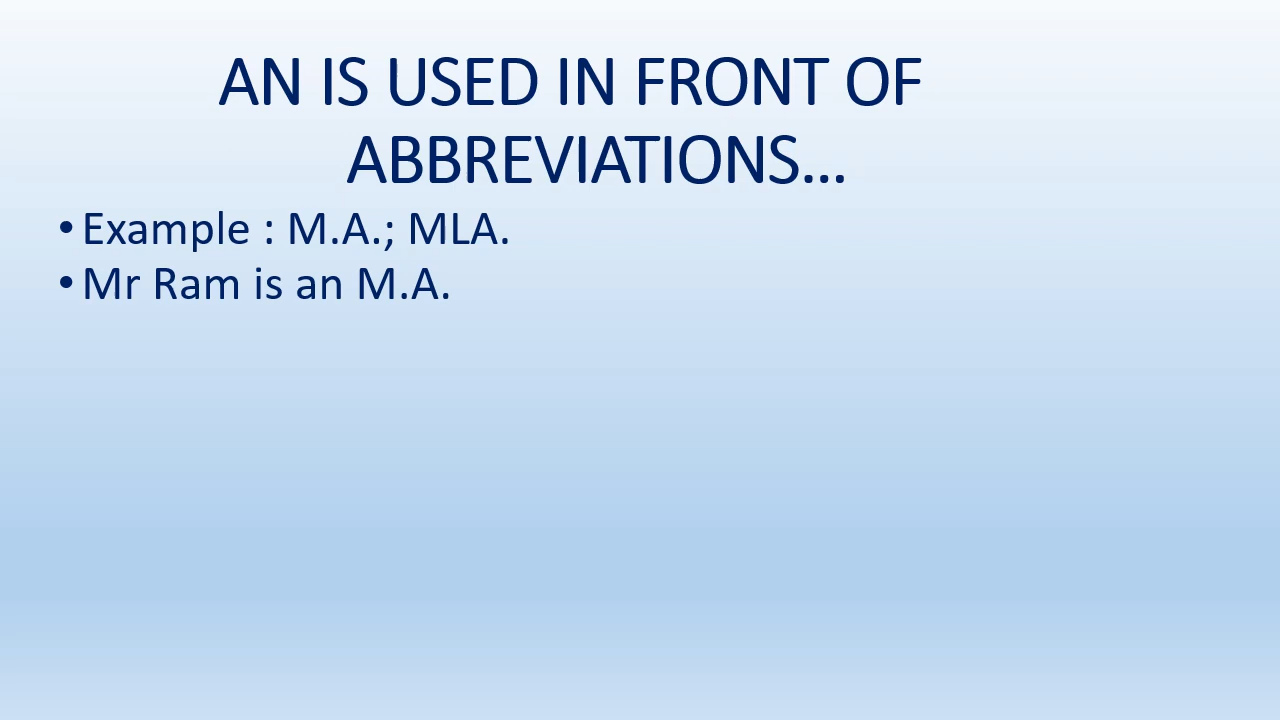 AN IS USED IN FRONT OF
ABBREVIATIONS...
• Example : M.A.; MLA.
• Mr Ram is an M.A.